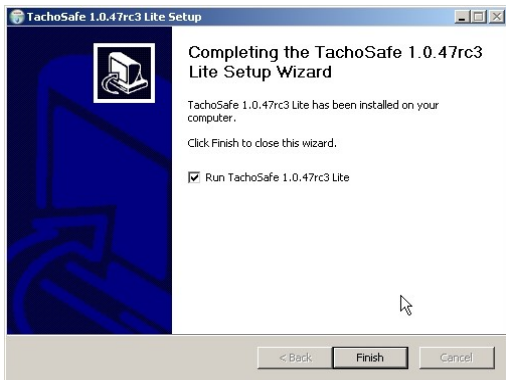 TachoSafe 1.0.47rc3 Lite Setup
Completing the TachoSafe 1.0.47rc3
Lite Setup Wizard
TachoSafe 1.0.47rc3 Lite has been installed on your
computer.
Click Finish to close this wizard.
Run TachoSafe 1.0.47rc3 Lite
< Back Finish Cancel